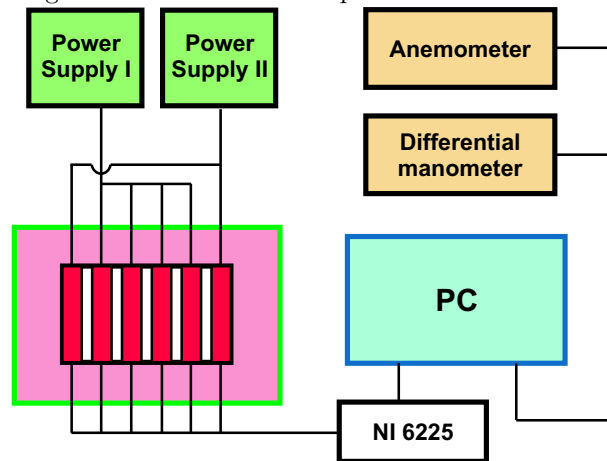 Power
Supply I
Power
Supply II
Anemometer
Differential
manometer
PC
NI 6225